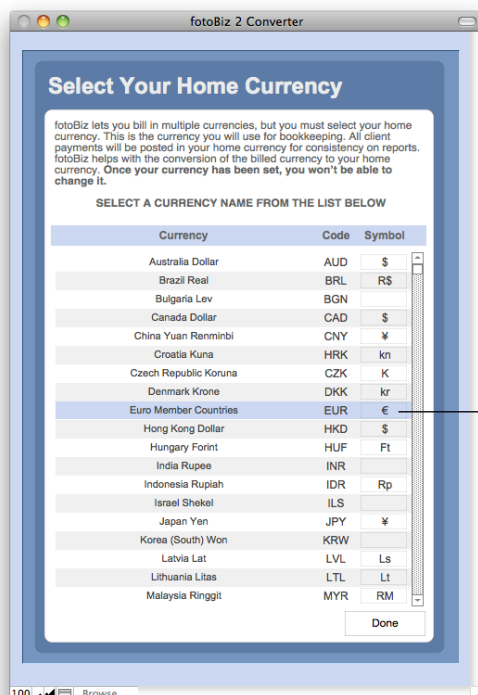 fotoBiz 2 Converter
Select Your Home Currency
fotoBiz lets you bill in multiple currencies, but you must select your home
currency. This is the currency you will use for bookkeeping. All client
payments will be posted in your home currency for consistency on reports.
fotoBiz helps with the conversion of the billed currency to your home
currency. Once your currency has been set, you won't be able to
change it.
SELECT A CURRENCY NAME FROM THE LIST BELOW
Currency Code Symbol
Australia Dollar AUD $
Brazil Real BRL R$
Bulgaria Lev BGN
Canada Dollar CAD $
China Yuan Renminbi CNY ¥
Croatia Kuna HRK kn
Czech Republic Koruna CZK K
Denmark Krone DKK kr
Euro Member Countries EUR €
Hong Kong Dollar HKD $
Hungary Forint HUF Ft
India Rupee INR
Indonesia Rupiah IDR Rp
Israel Shekel ILS
Japan Yen JPY ¥
Korea (South) Won KRW
Latvia Lat LVL Ls
Lithuania Litas LTL Lt
Malaysia Ringgit MYR RM
Done
100 Browse